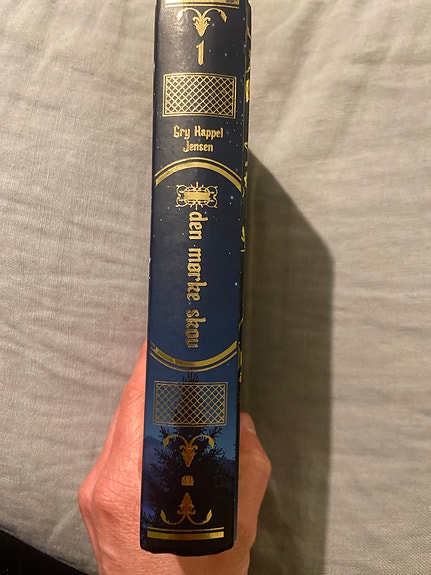 1
Gry Kappel
Jensen
den mørke skov